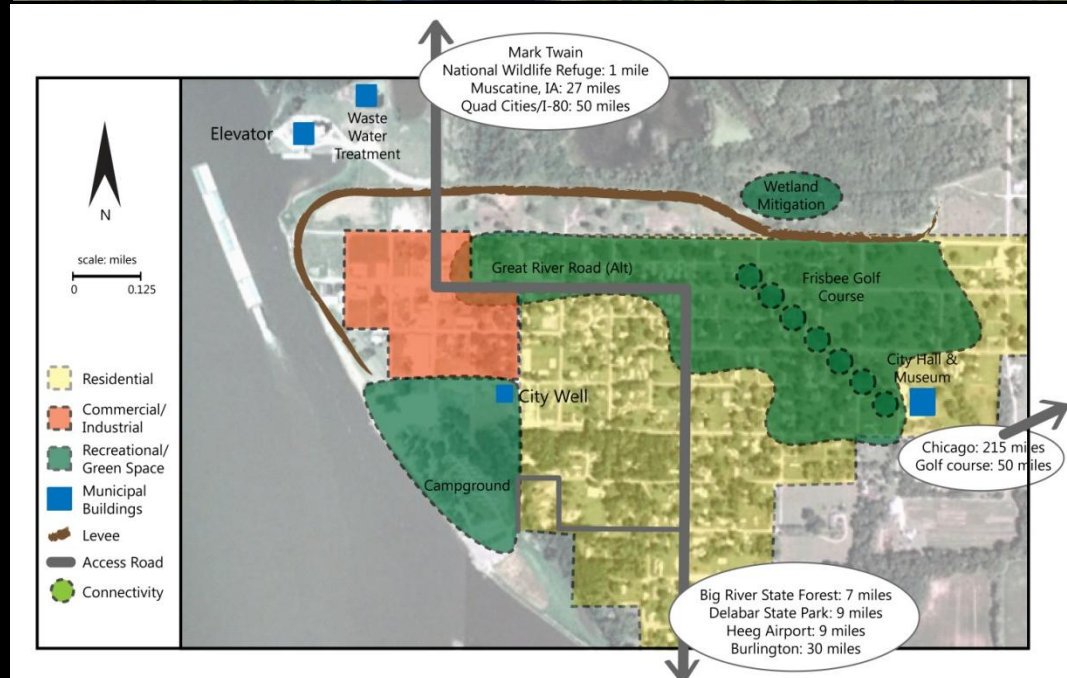 Mark Twain
National Wildlife Refuge: 1 mile
Muscatine, IA: 27 miles
Quad Cities/I-80: 50 miles
Elevator
Waste
Water
Treatment
N
scale: miles
0
0.125
Wetland
Mitigation
Great River Road (Alt)
Frisbee Golf
Course
City Hall &
Museum
City Well
Campground
Chicago: 215 miles
Golf course: 50 miles
Residential
Commercial/
Industrial
Recreational/
Green Space
Municipal
Buildings
Levee
Access Road
Connectivity
Big River State Forest: 7 miles
Delabar State Park: 9 miles
Heeg Airport: 9 miles
Burlington: 30 miles